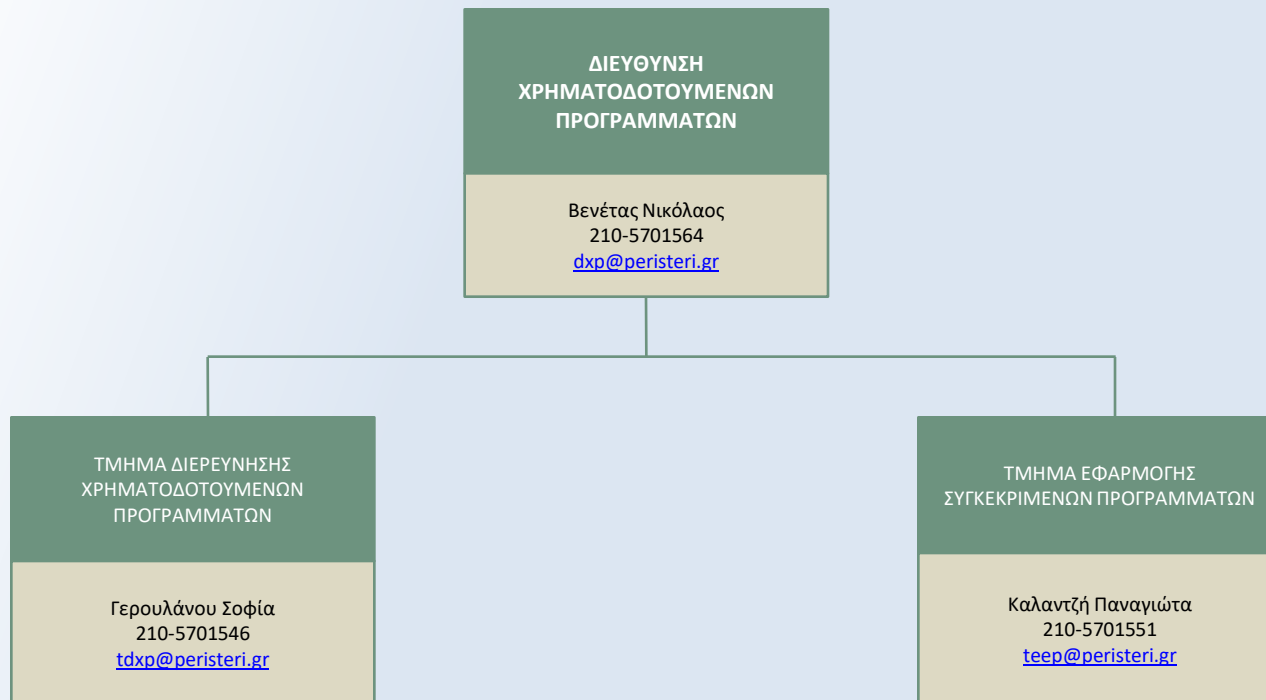 ΔΙΕΥΘΥΝΣΗ
ΧΡΗΜΑΤΟΔΟΤΟΥΜΕΝΩΝ
ΠΡΟΓΡΑΜΜΑΤΩΝ
Βενέτας Νικόλαος
210-5701564
dxp@peristeri.gr
ΤΜΗΜΑ ΔΙΕΡΕΥΝΗΣΗΣ
ΧΡΗΜΑΤΟΔΟΤΟΥΜΕΝΩΝ
ΠΡΟΓΡΑΜΜΑΤΩΝ
Γερουλάνου Σοφία
210-5701546
tdxp@peristeri.gr
ΤΜΗΜΑ ΕΦΑΡΜΟΓΗΣ
ΣΥΓΚΕΚΡΙΜΕΝΩΝ ΠΡΟΓΡΑΜΜΑΤΩΝ
Καλαντζή Παναγιώτα
210-5701551
teep@peristeri.gr